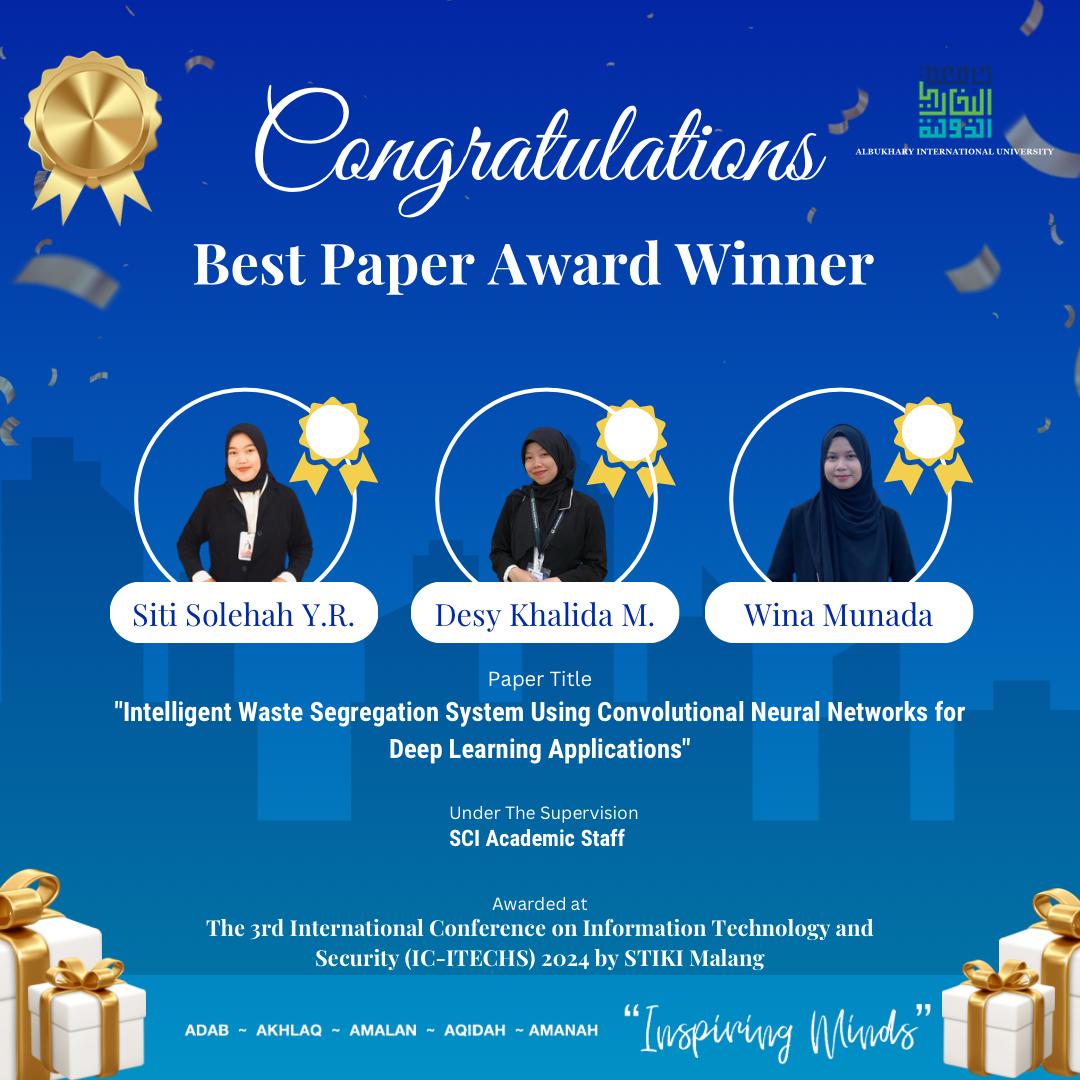 Congratulations
جامعة
البخاري
الدولية
ALBUKHARY INTERNATIONAL UNIVERSITY
Best Paper Award Winner
Siti Solehah Y.R.
Desy Khalida M.
Wina Munada
Paper Title
"Intelligent Waste Segregation System Using Convolutional Neural Networks for
Deep Learning Applications"
Under The Supervision
SCI Academic Staff
Awarded at
The 3rd International Conference on Information Technology and
Security (IC-ITECHS) 2024 by STIKI Malang
ADAB ~ AKHLAQ ~ AMALAN ~ AQIDAH ~ AMANAH
“Inspiring Minds”